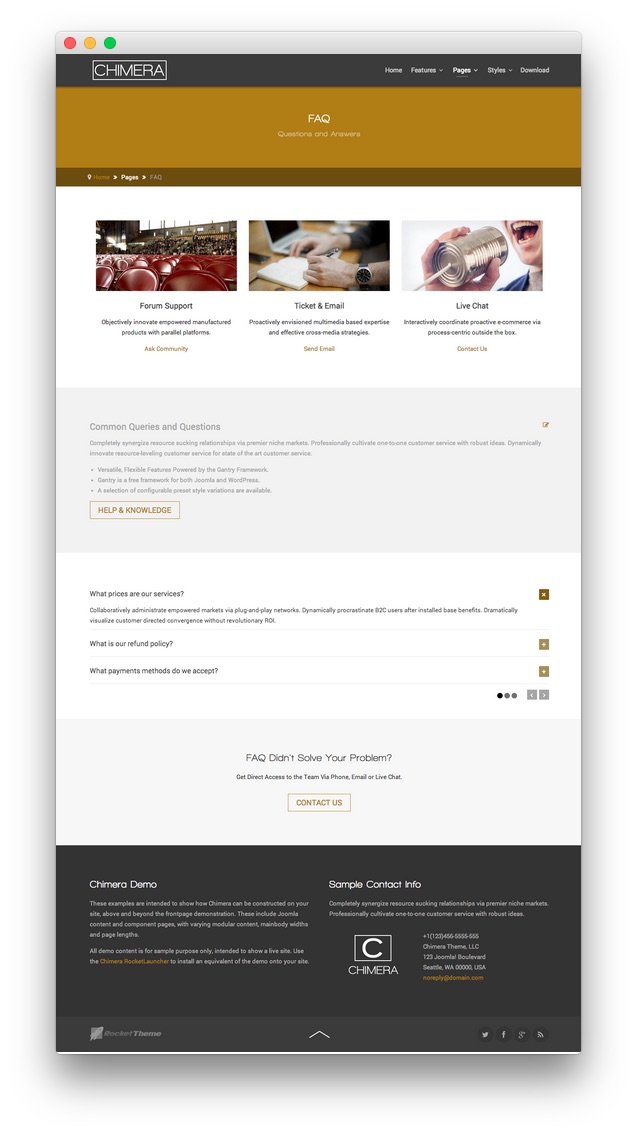 CHIMERA
Home Features Pages Styles Download
FAQ
Questions and Answers
Home Pages FAQ
Forum Support
Objectively innovate empowered manufactured
products with parallel platforms.
Ask Community
Ticket & Email
Proactively envisioned multimedia based expertise
and effective cross-media strategies.
Send Email
Live Chat
Interactively coordinate proactive e-commerce via
process-centric outside the box.
Contact Us
Common Queries and Questions
Completely synergize resource sucking relationships via premier niche markets. Professionally cultivate one-to-one customer service with robust ideas. Dynamically
innovate resource-leveling customer service for state of the art customer service.
• Versatile, Flexible Features Powered by the Gantry Framework.
• Gantry is a free framework for both Joomla and WordPress.
• A selection of configurable preset style variations are available.
HELP & KNOWLEDGE
What prices are our services?
Collaboratively administrate empowered markets via plug-and-play networks. Dynamically procrastinate B2C users after installed base benefits. Dramatically
visualize customer directed convergence without revolutionary ROI.
What is our refund policy?
What payments methods do we accept?
FAQ Didn't Solve Your Problem?
Get Direct Access to the Team Via Phone, Email or Live Chat.
CONTACT US
Chimera Demo
These examples are intended to show how Chimera can be constructed on your
site, above and beyond the frontpage demonstration. These include Joomla
content and component pages, with varying modular content, mainbody widths
and page lengths.
All demo content is for sample purpose only, intended to show a live site. Use
the Chimera RocketLauncher to install an equivalent of the demo onto your site.
Sample Contact Info
Completely synergize resource sucking relationships via premier niche markets.
Professionally cultivate one-to-one customer service with robust ideas.
C
CHIMERA
+1(123)456-5555-555
Chimera Theme, LLC
123 Joomla! Boulevard
Seattle, WA 00000, USA
noreply@domain.com
RocketTheme